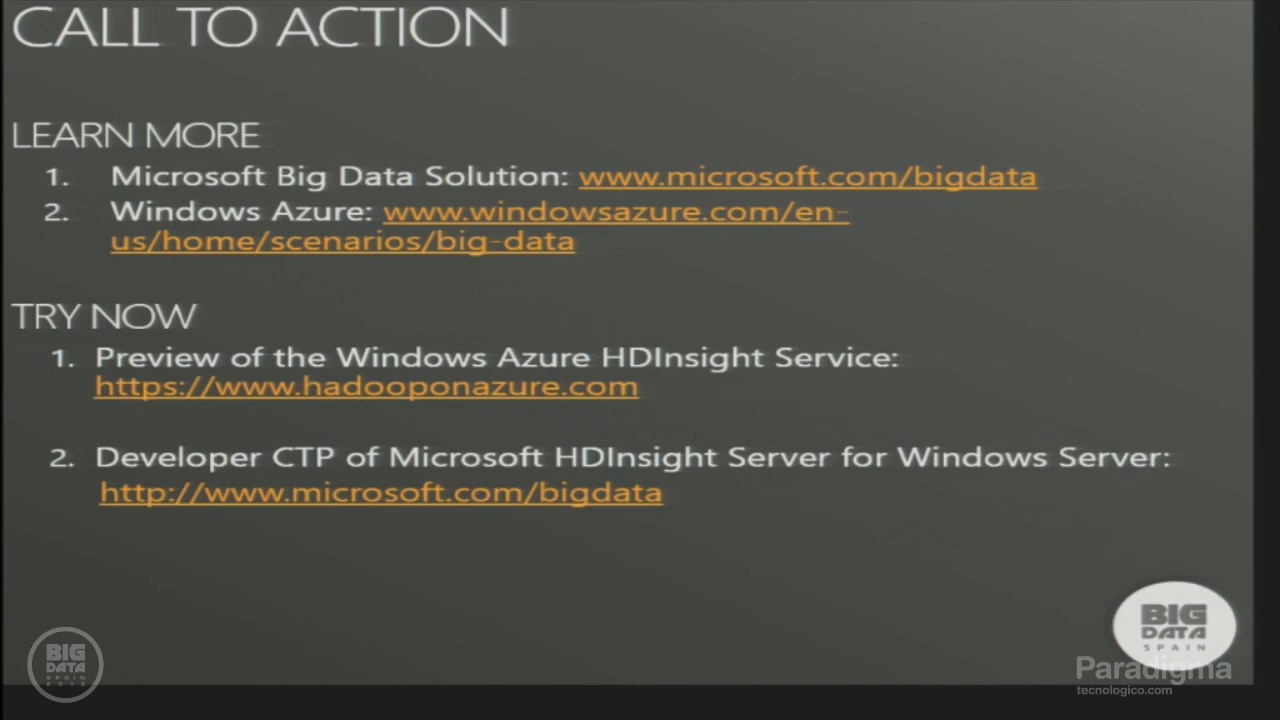 CALL TO ACTION
LEARN MORE
1. Microsoft Big Data Solution: www.microsoft.com/bigdata
2. Windows Azure: www.windowsazure.com/en-
us/home/scenarios/big-data
TRY NOW
1. Preview of the Windows Azure HDInsight Service:
https://www.hadooponazure.com
2. Developer CTP of Microsoft HDInsight Server for Windows Server:
http://www.microsoft.com/bigdata
BIG
DATA
SPAIN
2012
BIG
DATA
SPAIN
Paradigma
tecnologico.com